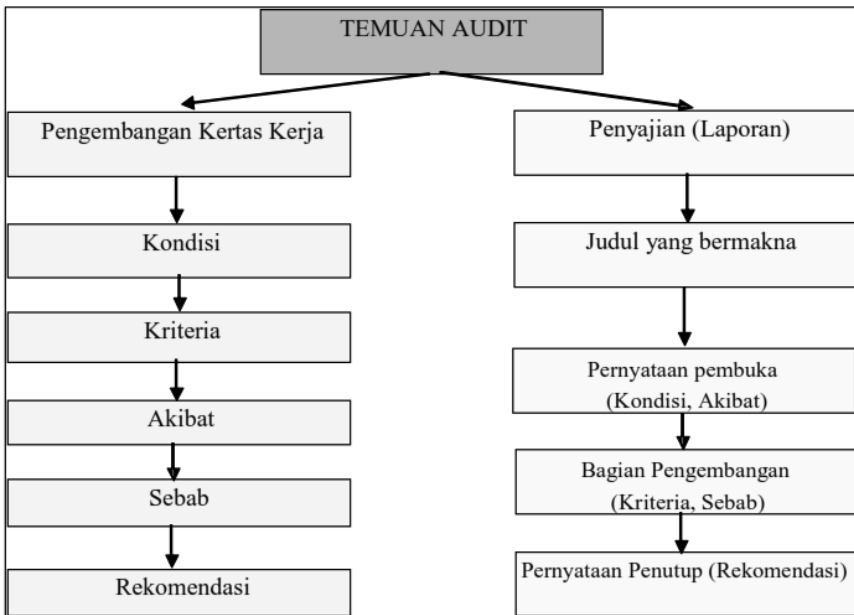 TEMUAN AUDIT
Pengembangan Kertas Kerja
Kondisi
Kriteria
Akibat
Sebab
Rekomendasi
Penyajian (Laporan)
Judul yang bermakna
Pernyataan pembuka
(Kondisi, Akibat)
Bagian Pengembangan
(Kriteria, Sebab)
Pernyataan Penutup (Rekomendasi)